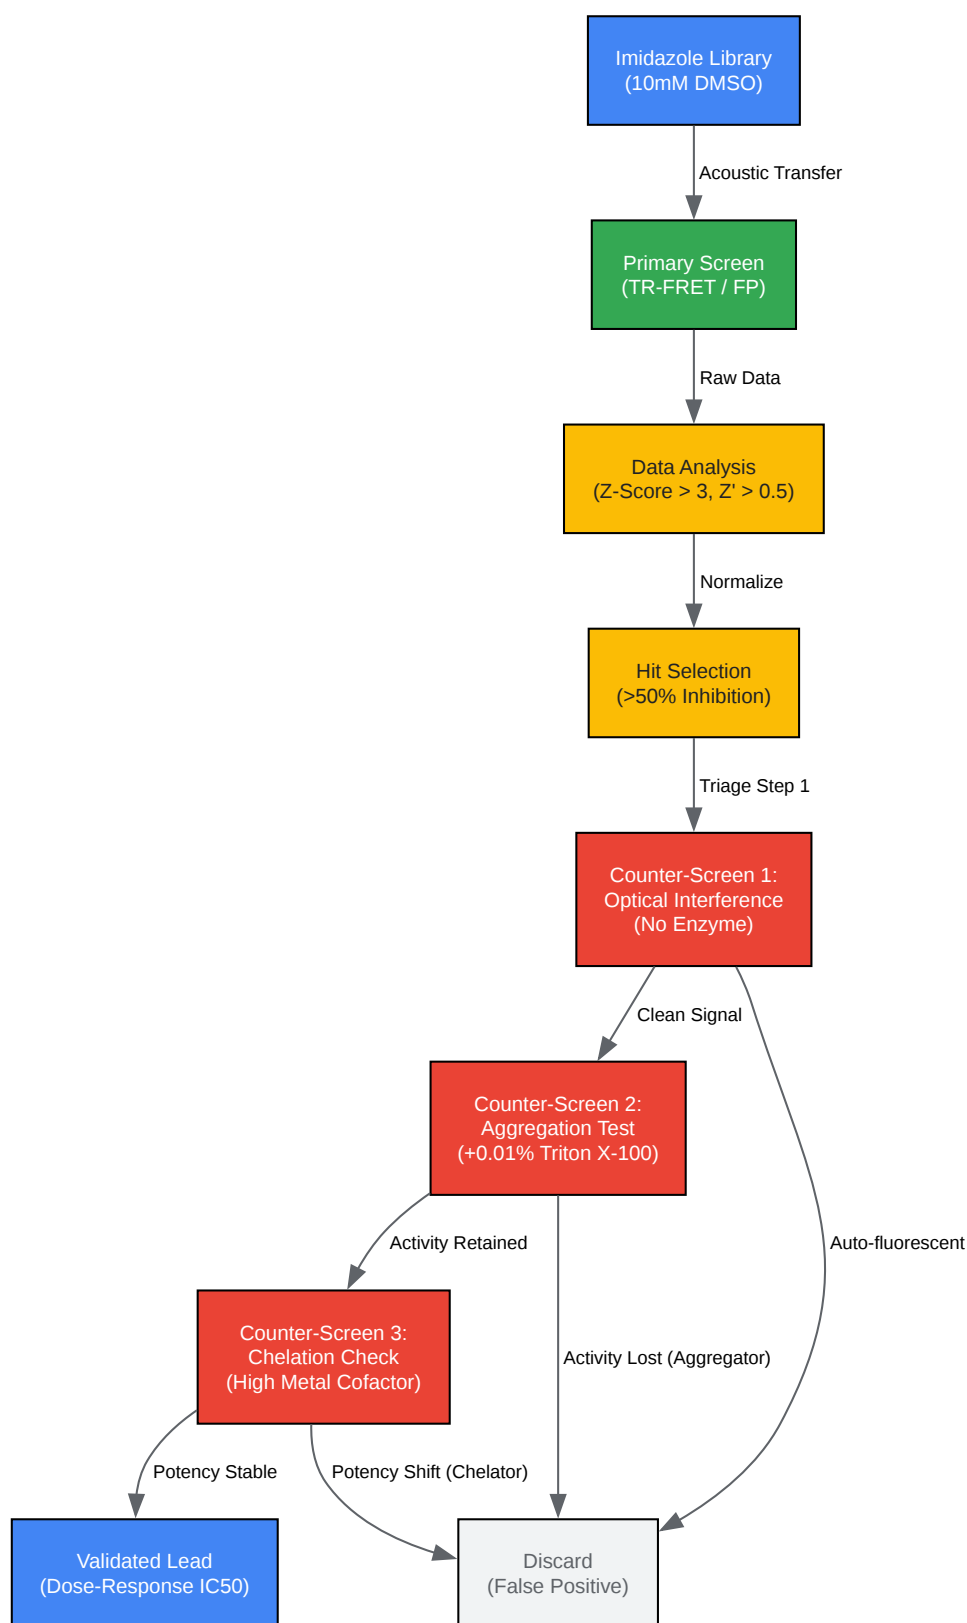 Imidazole Library
(10mM DMSO)
Acoustic Transfer
Primary Screen
(TR-FRET / FP)
Raw Data
Data Analysis
(Z-Score > 3, Z' > 0.5)
Normalize
Hit Selection
(>50% Inhibition)
Triage Step 1
Counter-Screen 1:
Optical Interference
(No Enzyme)
Clean Signal
Counter-Screen 2:
Aggregation Test
(+0.01% Triton X-100)
Activity Retained
Auto-fluorescent
Counter-Screen 3:
Chelation Check
(High Metal Cofactor)
Activity Lost (Aggregator)
Potency Stable
Potency Shift (Chelator)
Validated Lead
(Dose-Response IC50)
Discard
(False Positive)